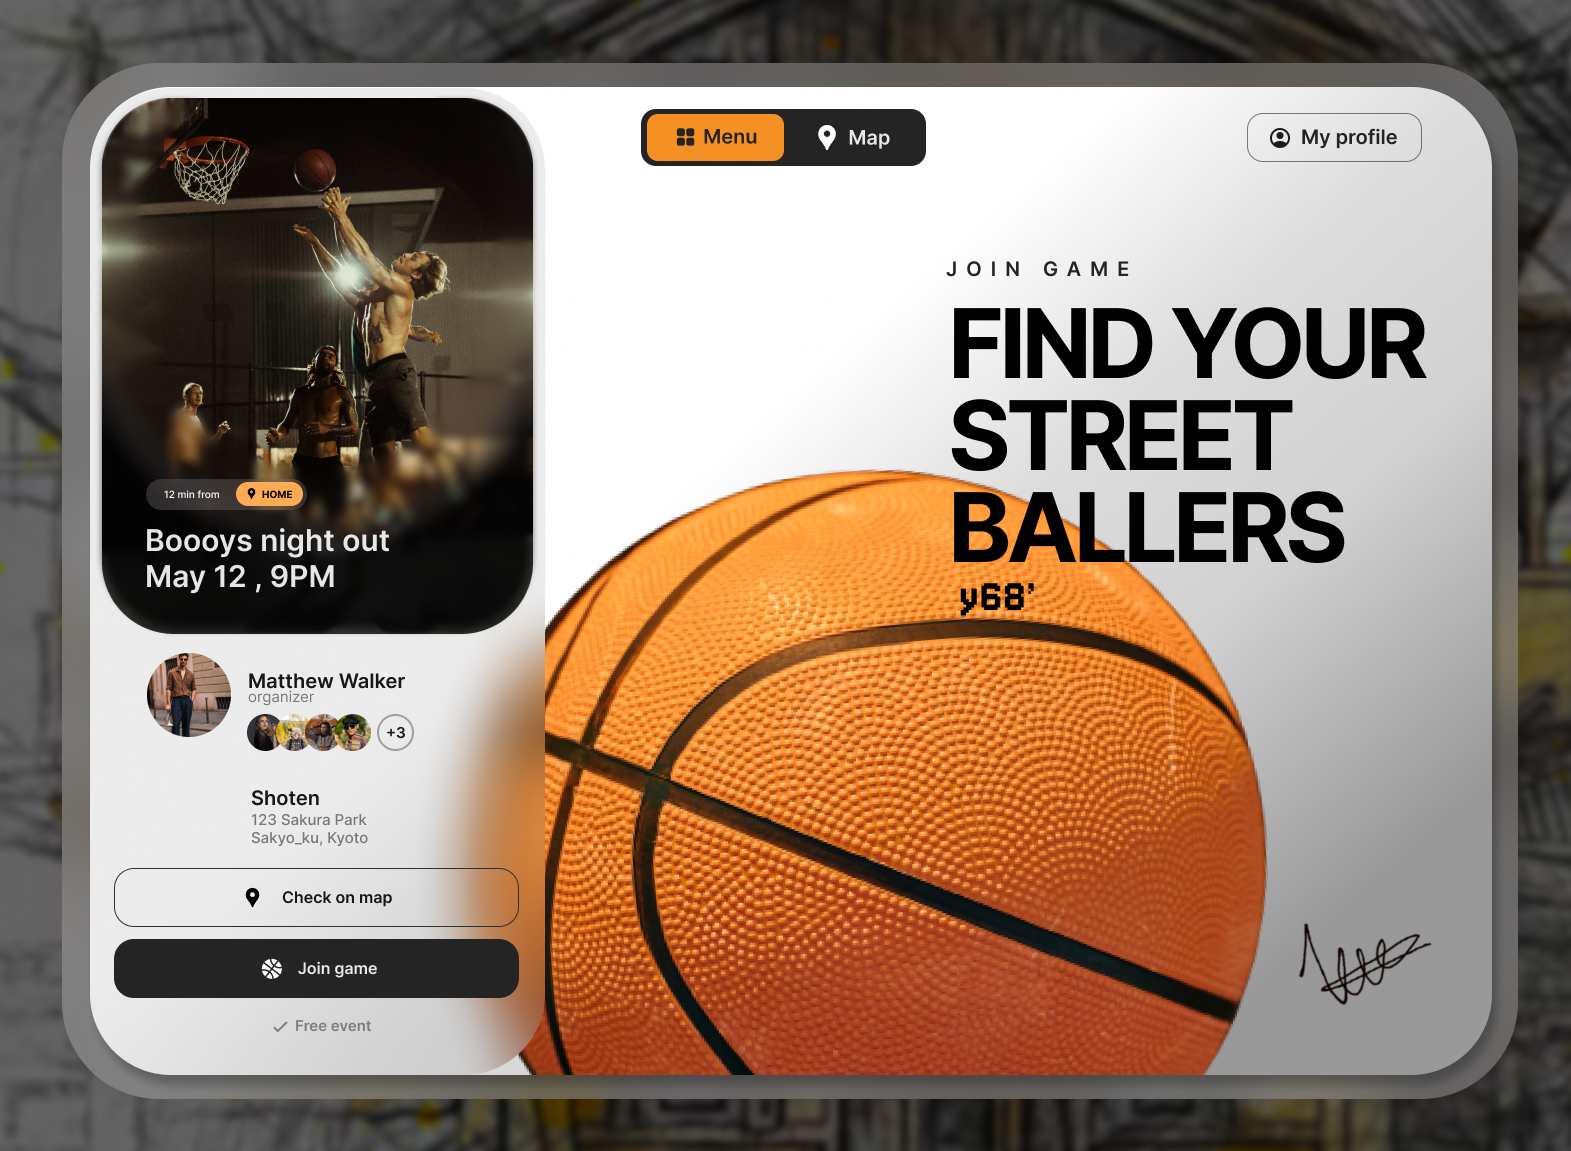 Menu
Map
My profile
JOIN GAME
FIND YOUR
STREET
BALLERS
y68'
12 min from
HOME
Boooys night out
May 12 , 9PM
Matthew Walker
organizer
+3
Shoten
123 Sakura Park
Sakyo_ku, Kyoto
Check on map
Join game
Free event